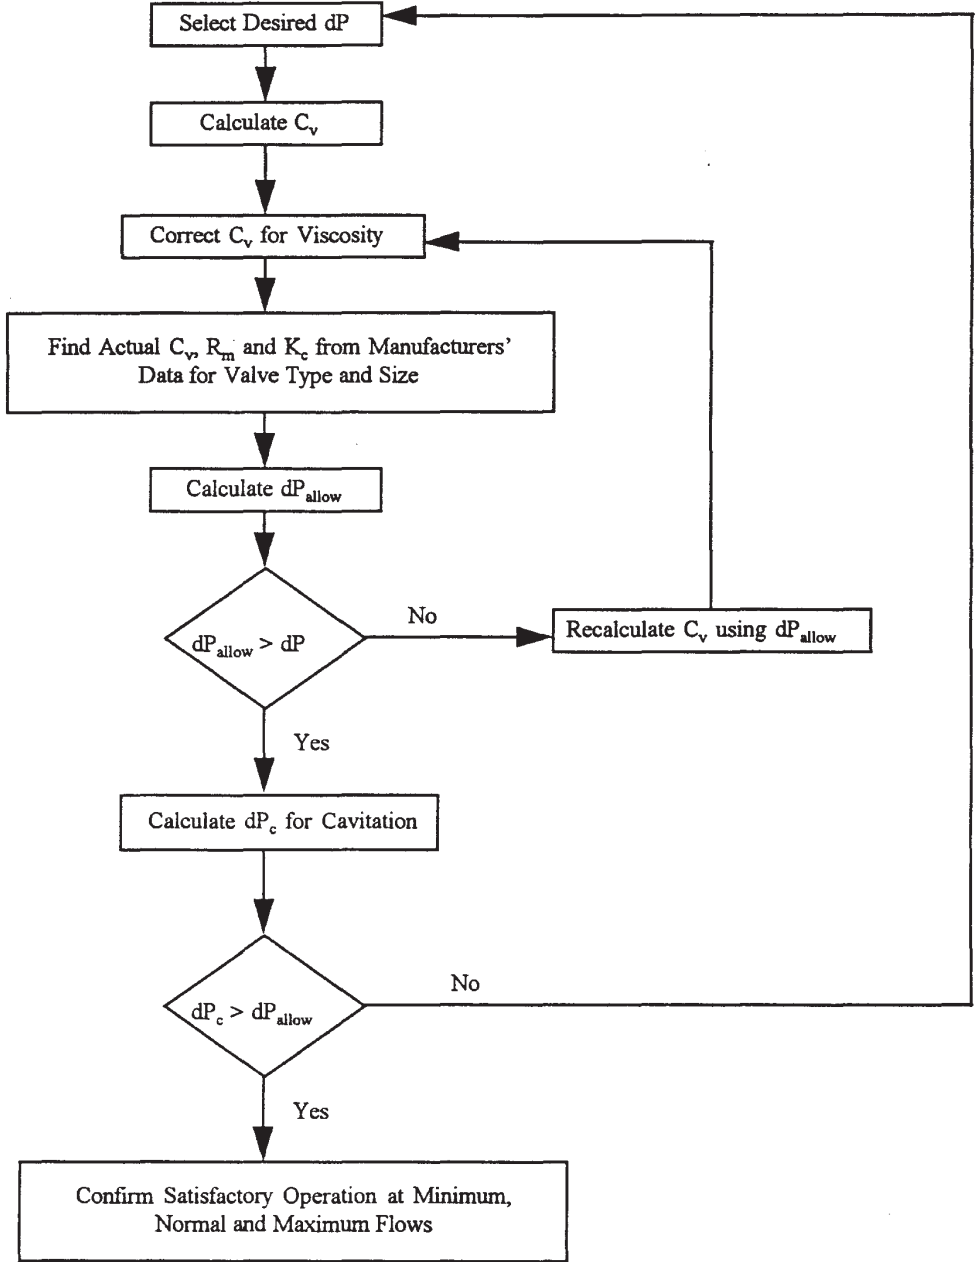 Select Desired dP
Calculate Cv
Correct Cv for Viscosity
Find Actual Cv, Rm and Kc from Manufacturers'
Data for Valve Type and Size
Calculate dPallow
dPallow > dP
No
Recalculate Cv using dPallow
Yes
Calculate dPc for Cavitation
dPc > dPallow
No
Yes
Confirm Satisfactory Operation at Minimum,
Normal and Maximum Flows